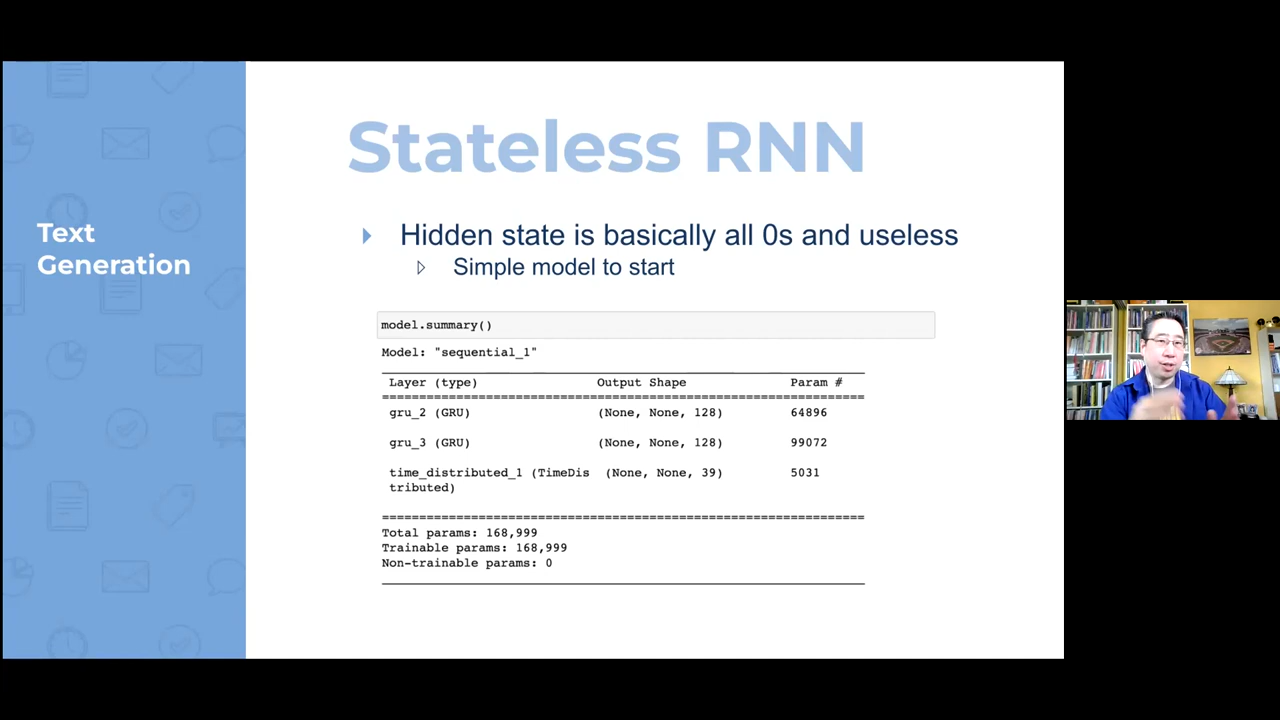 Text
Generation
Stateless RNN
Hidden state is basically all 0s and useless
Simple model to start
model.summary()
Model: "sequential_1"
Layer (type) Output Shape Param #
=================================================================
gru_2 (GRU) (None, None, 128) 64896
gru_3 (GRU) (None, None, 128) 99072
time_distributed_1 (TimeDis (None, None, 39) 5031
tributed)
=================================================================
Total params: 168,999
Trainable params: 168,999
Non-trainable params: 0